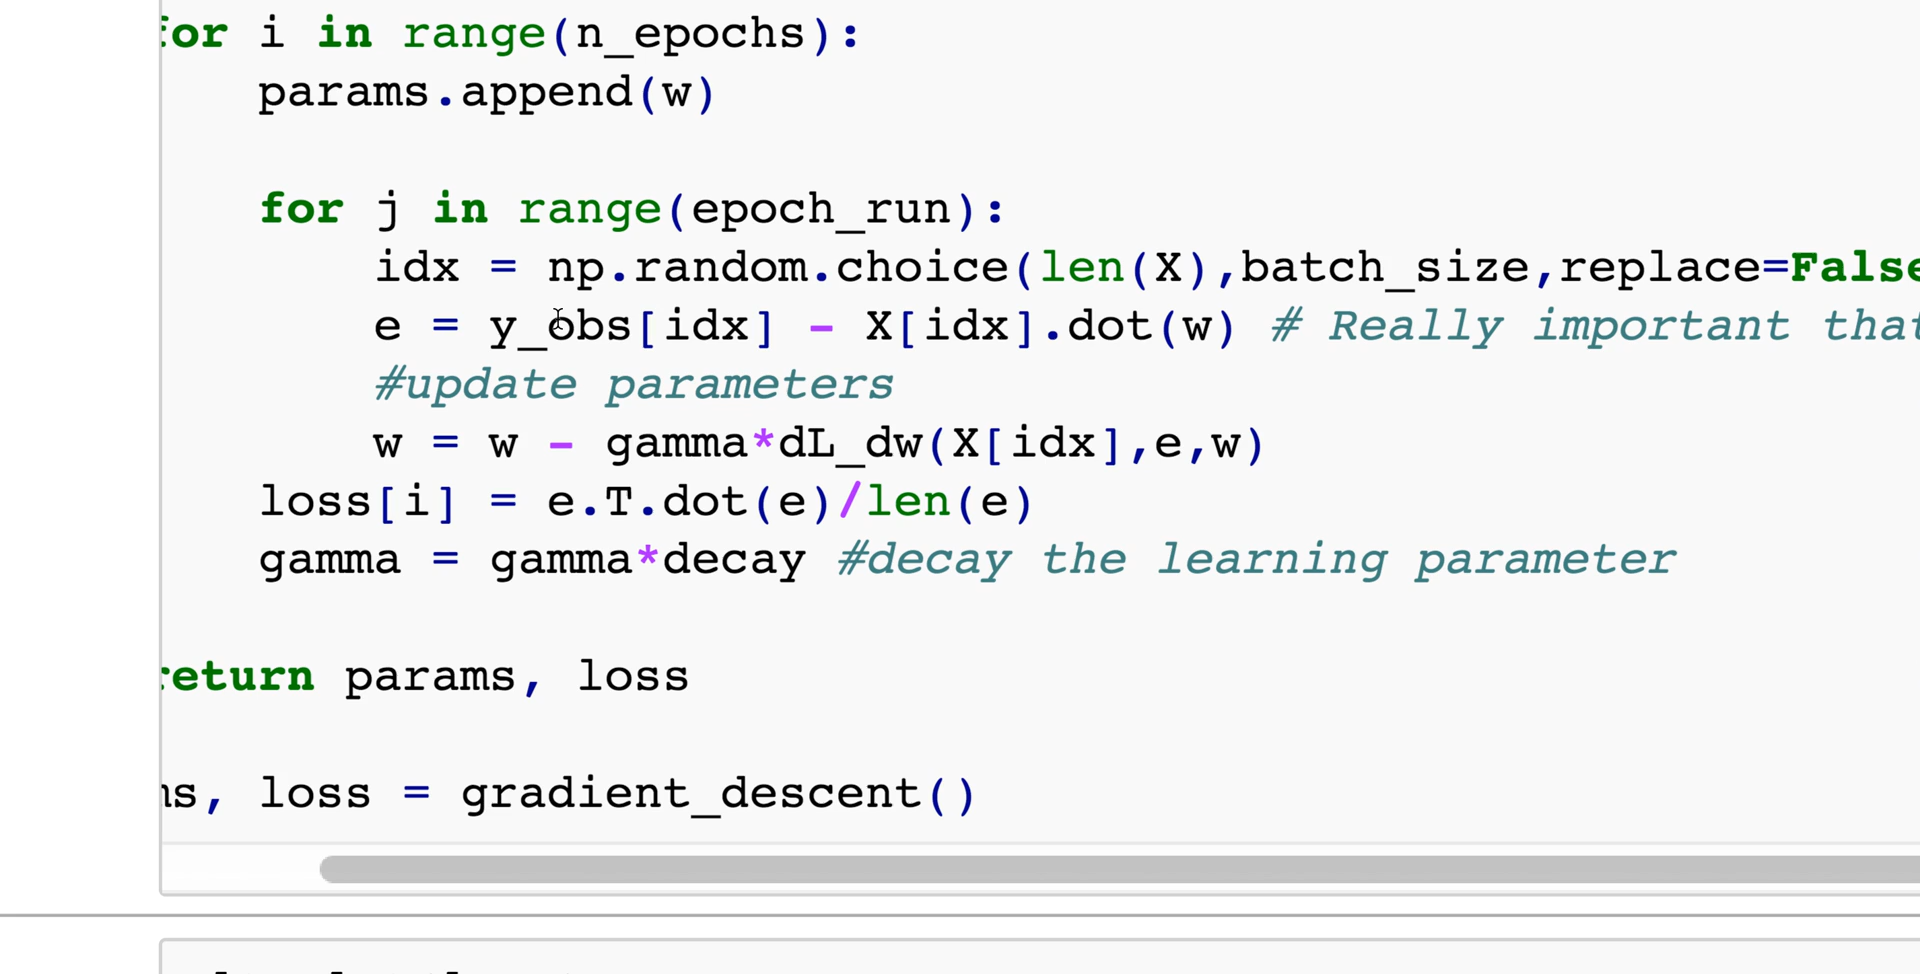 for i in range(n_epochs):
params.append(w)
for j in range(epoch_run):
idx = np.random.choice(len(X),batch_size,replace=False
e = y_obs[idx] - X[idx].dot(w) # Really important that
#update parameters
w = w - gamma*dL_dw(X[idx],e,w)
loss[i] = e.T.dot(e)/len(e)
gamma = gamma*decay #decay the learning parameter
return params, loss
s, loss = gradient_descent()